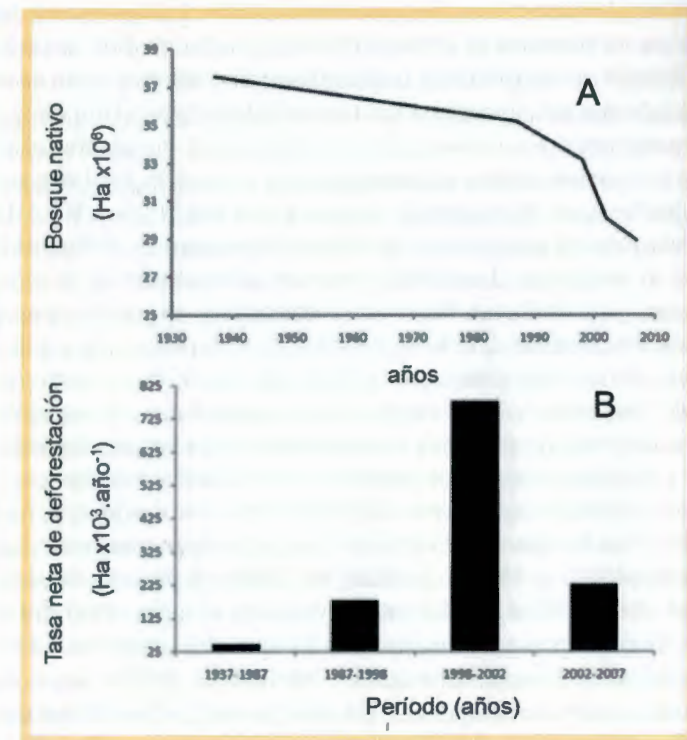 39
37
35
33
31
29
27
25
Bosque nativo
(Ha x10⁶)
A
1930 1940 1950 1960 1970 1980 1990 2000 2010
años
825
725
625
525
425
325
225
125
25
Tasa neta de deforestación
(Ha x10³.año⁻¹)
B
1937-1987 1987-1998 1998-2002 2002-2007
Período (años)